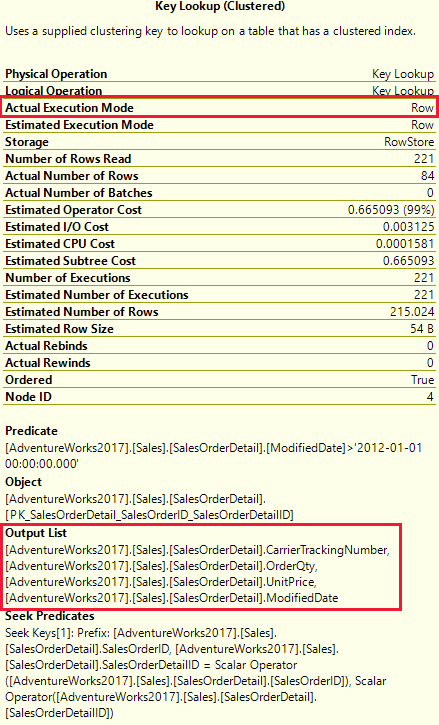 Key Lookup (Clustered)
Uses a supplied clustering key to lookup on a table that has a clustered index.
Physical Operation Key Lookup
Logical Operation Key Lookup
Actual Execution Mode Row
Estimated Execution Mode Row
Storage RowStore
Number of Rows Read 221
Actual Number of Rows 84
Actual Number of Batches 0
Estimated Operator Cost 0.665093 (99%)
Estimated I/O Cost 0.003125
Estimated CPU Cost 0.0001581
Estimated Subtree Cost 0.665093
Number of Executions 221
Estimated Number of Executions 221
Estimated Number of Rows 215.024
Estimated Row Size 54 B
Actual Rebinds 0
Actual Rewinds 0
Ordered True
Node ID 4
Predicate
[AdventureWorks2017].[Sales].[SalesOrderDetail].[ModifiedDate]>'2012-01-01
00:00:00.000'
Object
[AdventureWorks2017].[Sales].[SalesOrderDetail].
[PK_SalesOrderDetail_SalesOrderID_SalesOrderDetailID]
Output List
[AdventureWorks2017].[Sales].[SalesOrderDetail].CarrierTrackingNumber,
[AdventureWorks2017].[Sales].[SalesOrderDetail].OrderQty,
[AdventureWorks2017].[Sales].[SalesOrderDetail].UnitPrice,
[AdventureWorks2017].[Sales].[SalesOrderDetail].ModifiedDate
Seek Predicates
Seek Keys[1]: Prefix: [AdventureWorks2017].[Sales].
[SalesOrderDetail].SalesOrderID, [AdventureWorks2017].[Sales].
[SalesOrderDetail].SalesOrderDetailID = Scalar Operator
([AdventureWorks2017].[Sales].[SalesOrderDetail].[SalesOrderID]), Scalar
Operator([AdventureWorks2017].[Sales].[SalesOrderDetail].
[SalesOrderDetailID])